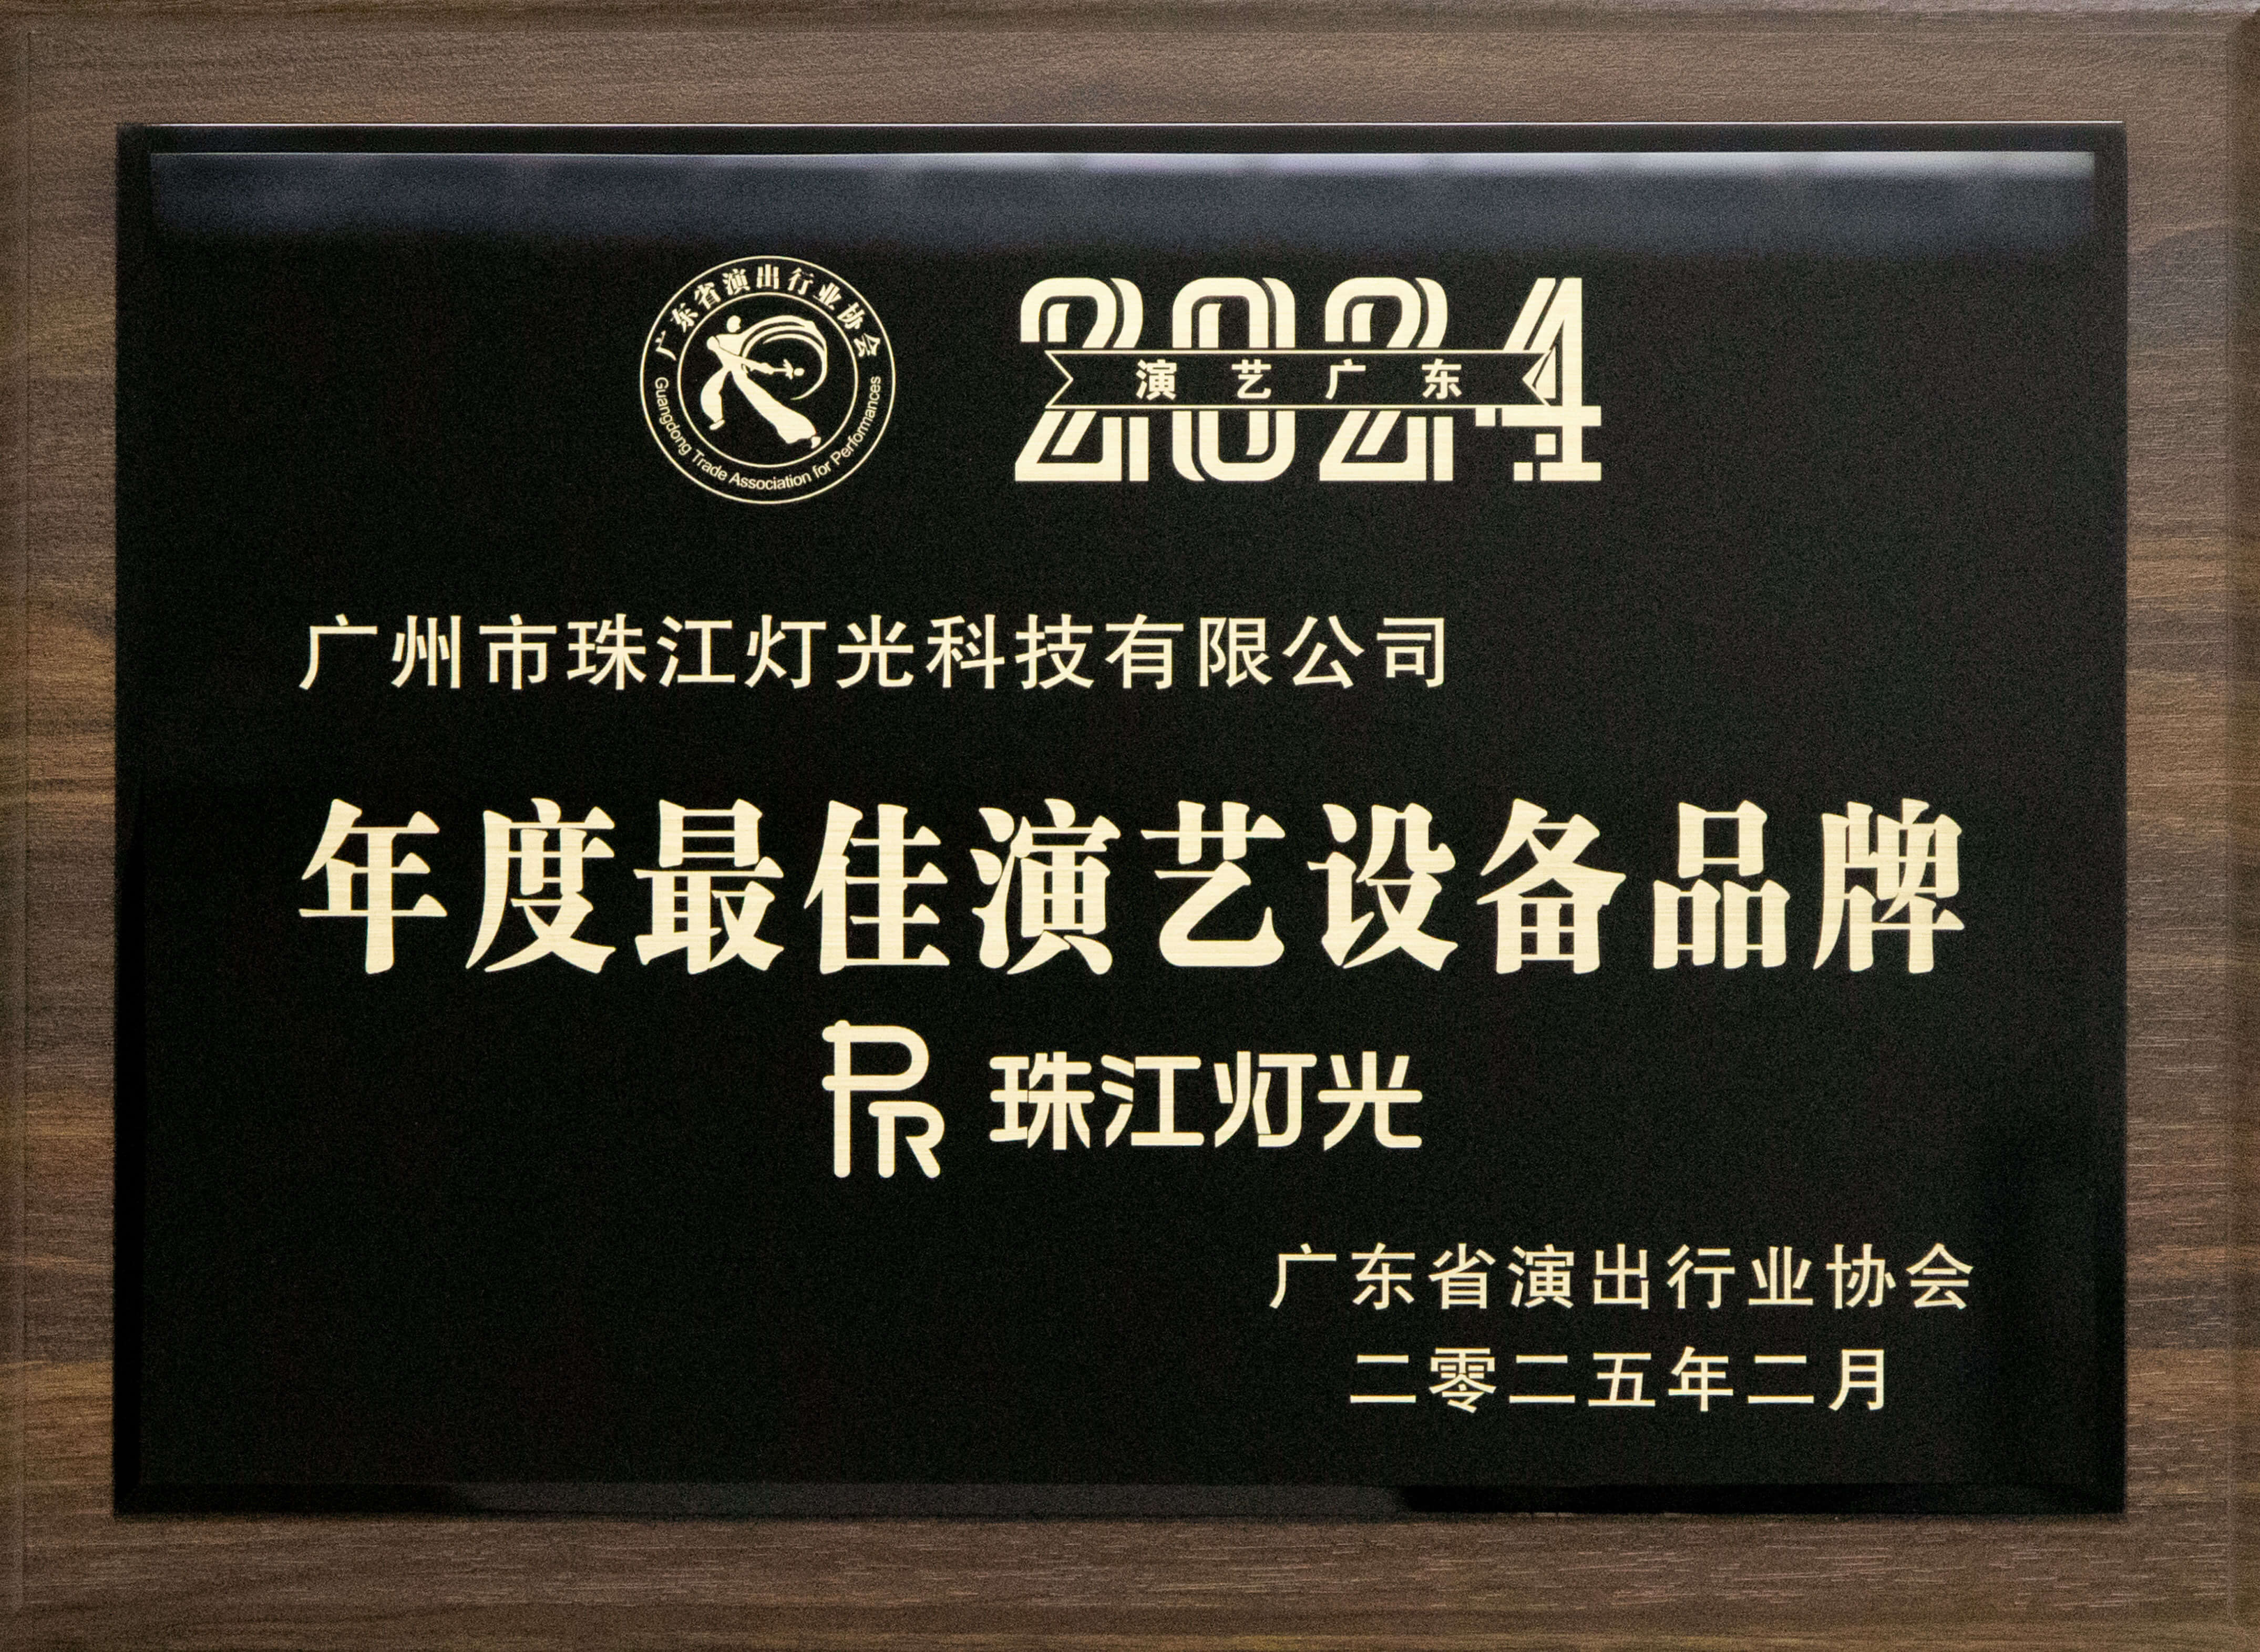 广东省演出行业协会
Guangdong Trade Association for Performances
2024
演艺广东
广州市珠江灯光科技有限公司
年度最佳演艺设备品牌
PR 珠江灯光
广东省演出行业协会
二零二五年二月